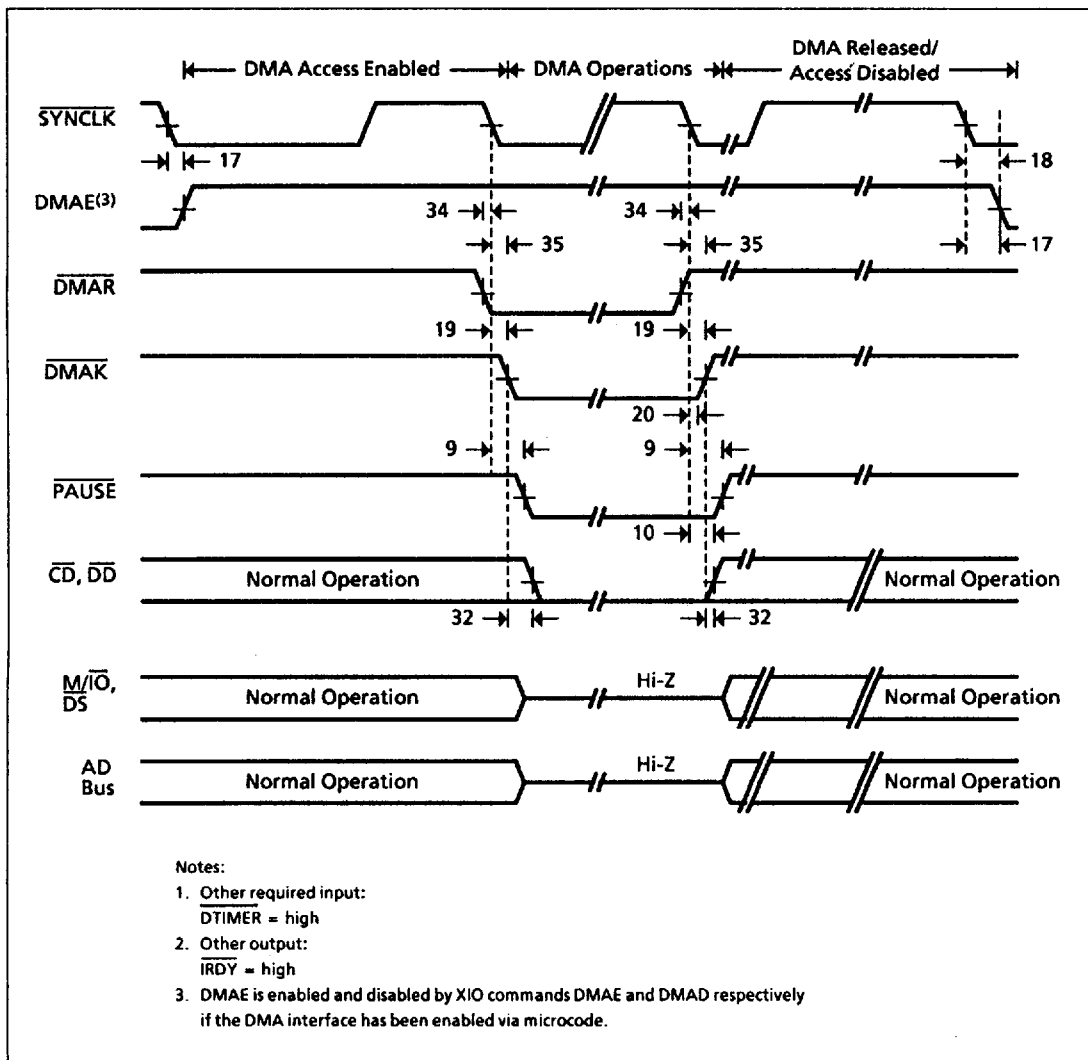 DMA Access Enabled
DMA Operations
DMA Released/
Access Disabled
SYNCLK
17
18
DMAE(3)
34
34
35
35
17
DMAR
19
19
DMAK
20
9
9
PAUSE
10
CD, DD
Normal Operation
Normal Operation
32
32
M/IO,
DS
Normal Operation
Hi-Z
Normal Operation
AD
Bus
Normal Operation
Hi-Z
Normal Operation
Notes:
1. Other required input:
DTIMER = high
2. Other output:
IRDY = high
3. DMAE is enabled and disabled by XIO commands DMAE and DMAD respectively
if the DMA interface has been enabled via microcode.